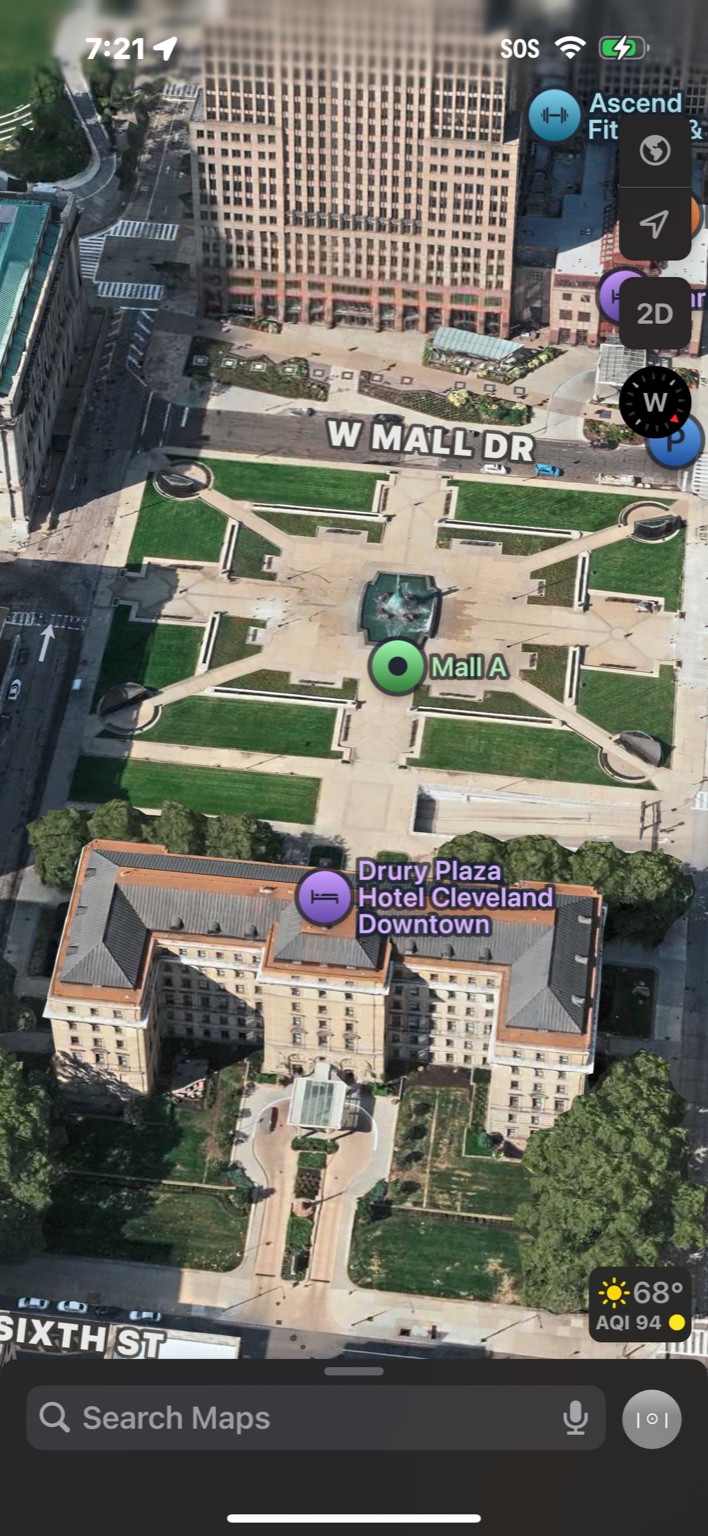 7:21
SOS
Ascend
Fit
&
2D
W
P
W MALL DR
Mall A
Drury Plaza
Hotel Cleveland
Downtown
68°
AQI 94
SIXTH ST
Search Maps